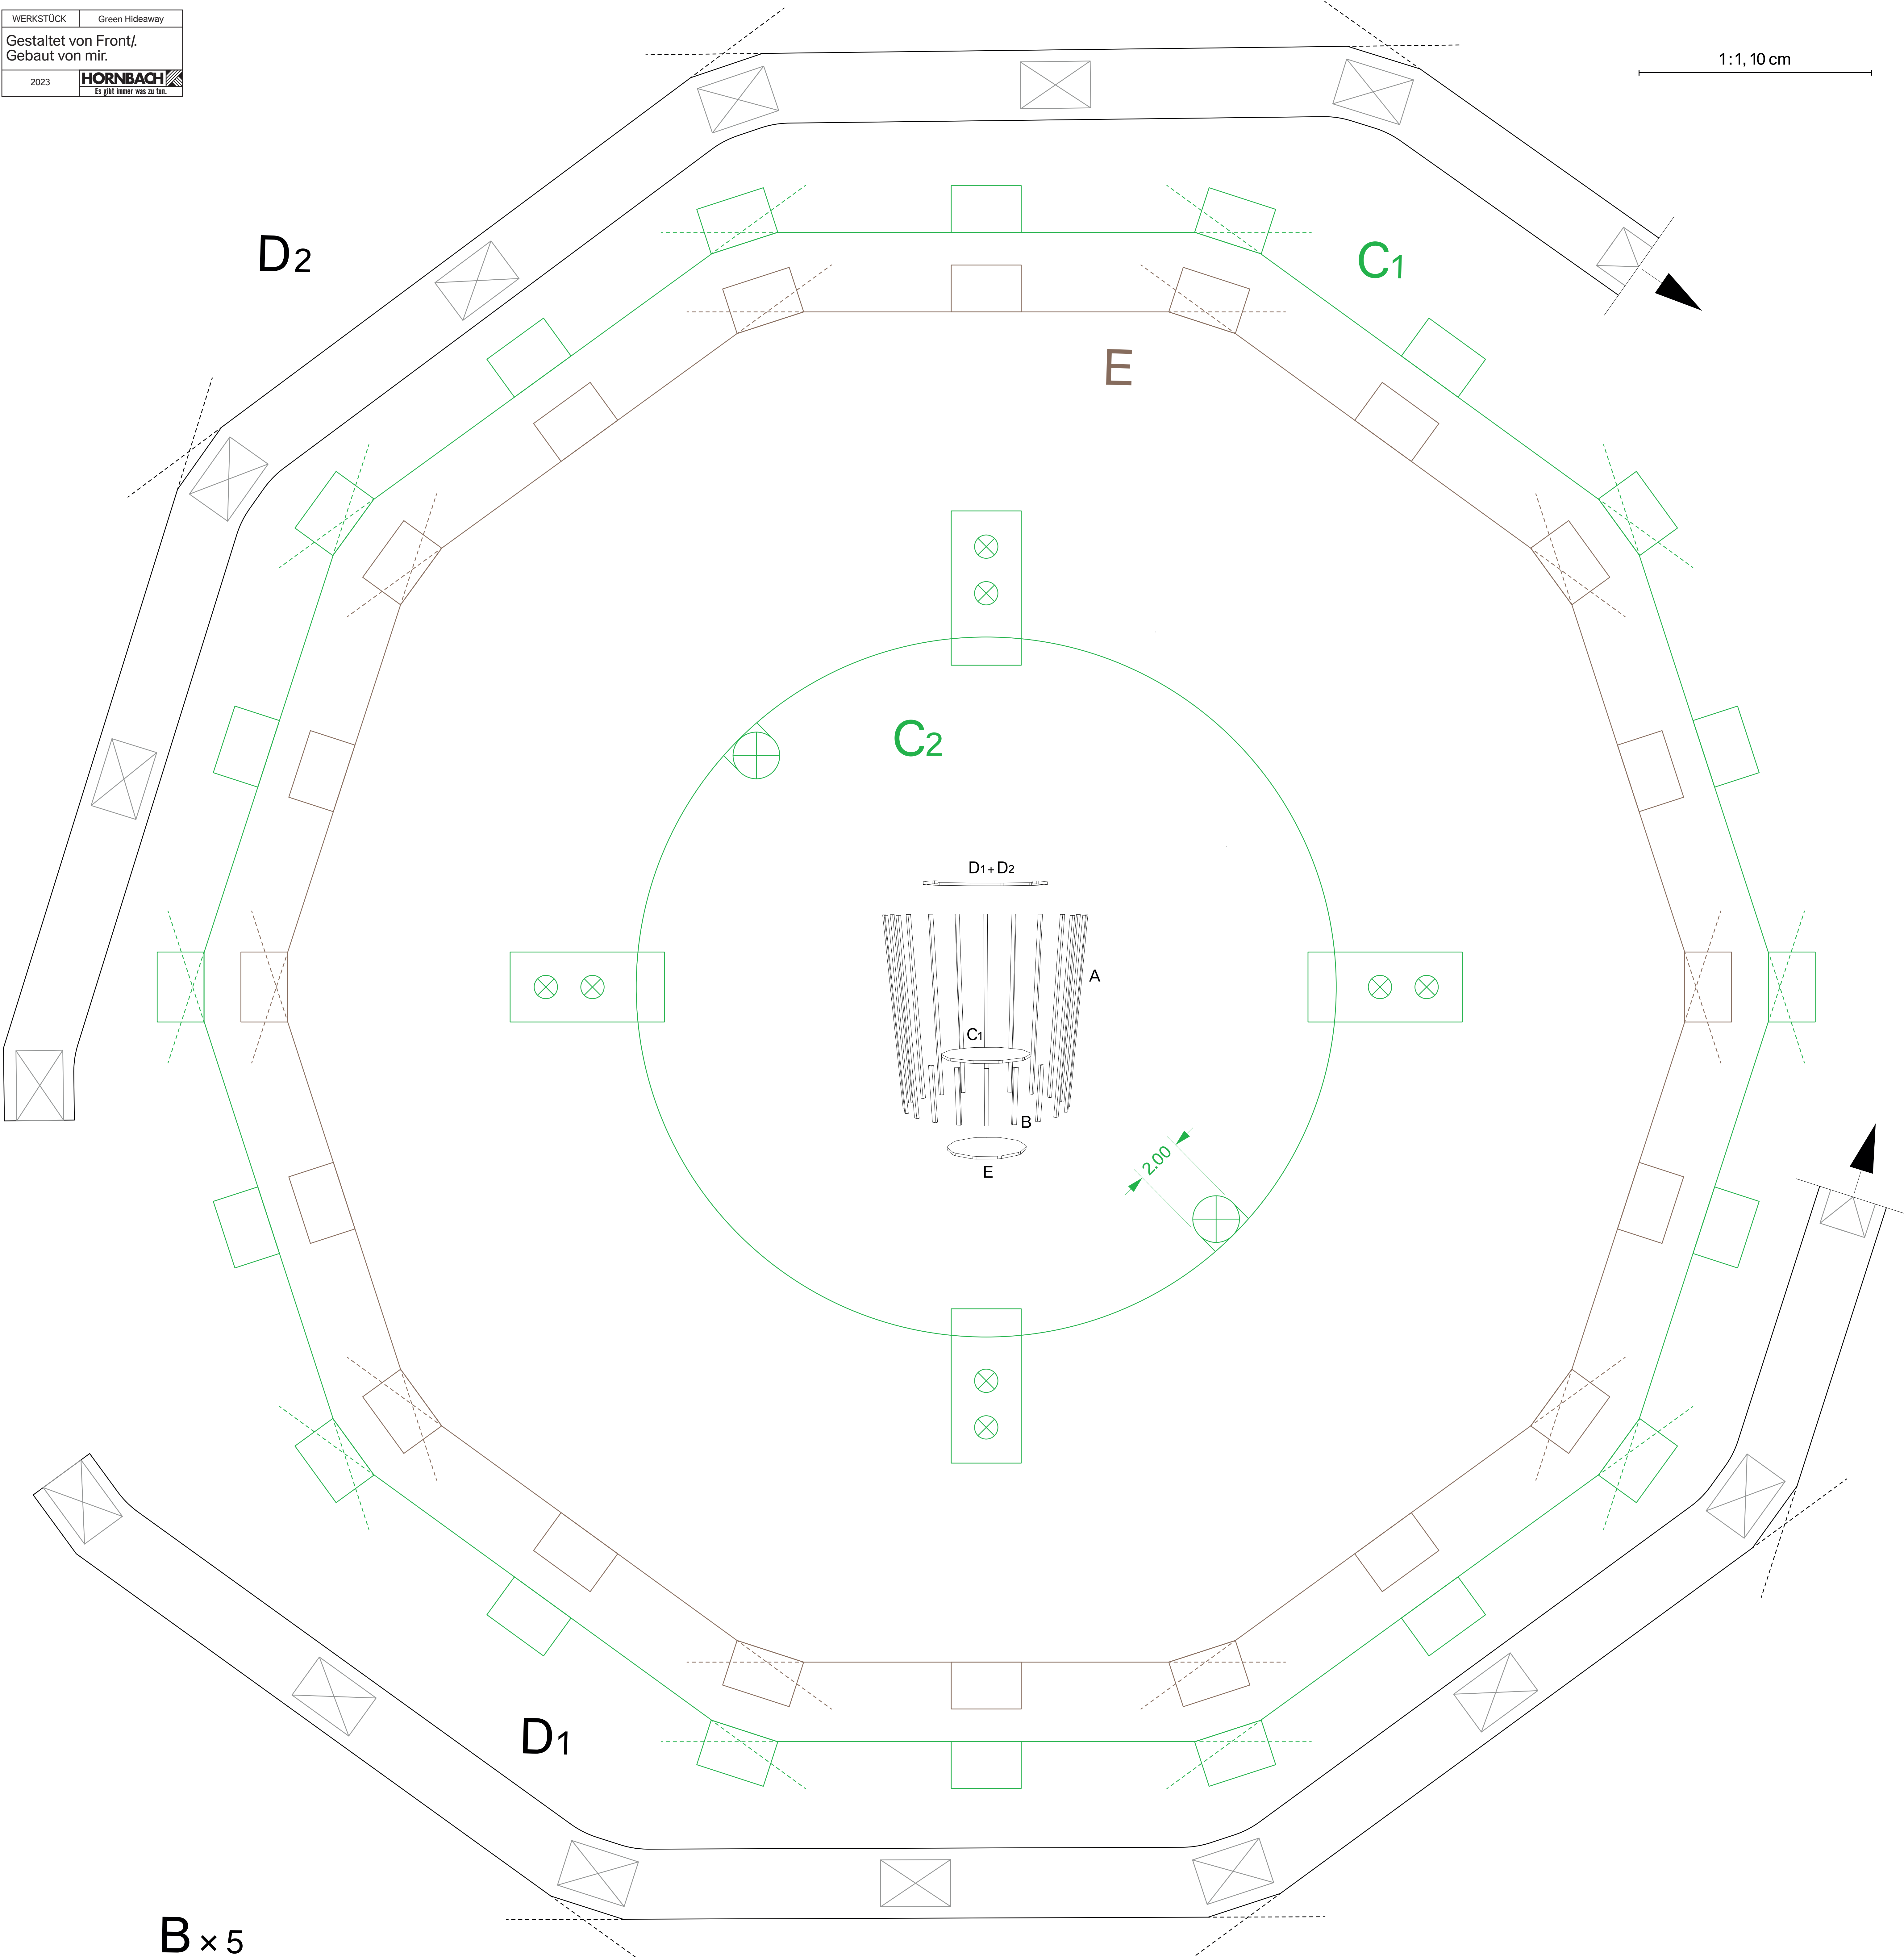 WERKSTÜCK Green Hideaway
Gestaltet von Front/.
Gebaut von mir.
2023 HORNBACH
Es gibt immer was zu tun.
1:1, 10 cm
D2
C1
E
C2
D1+D2
A
C1
B
E
2.00
D1
B × 5